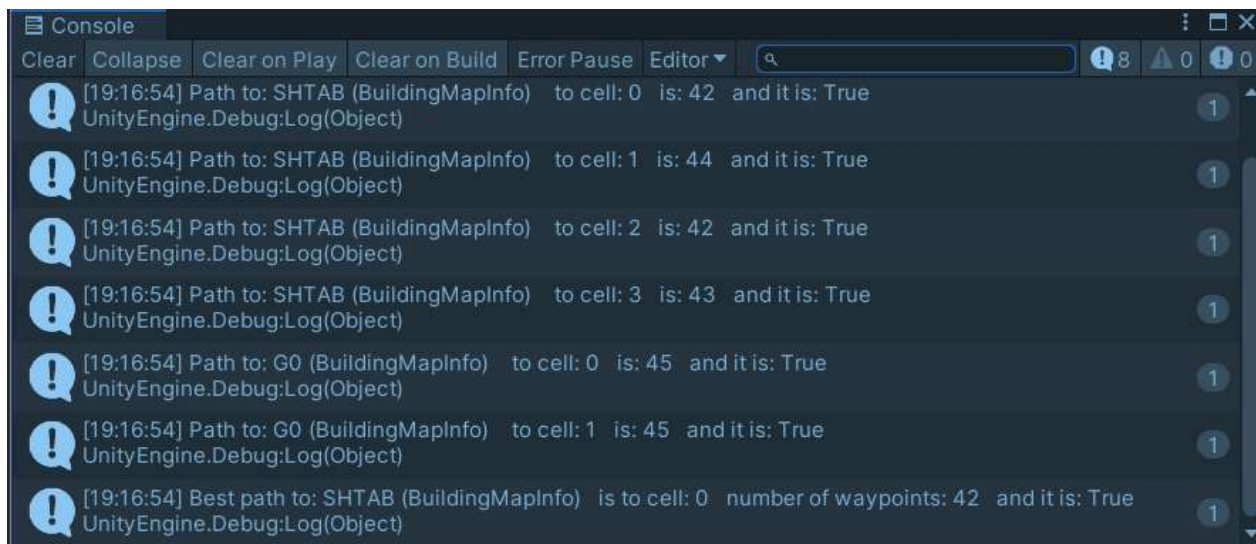 Console
Clear Collapse Clear on Play Clear on Build Error Pause Editor 8 0 0
[19:16:54] Path to: SHTAB (BuildingMapInfo) to cell: 0 is: 42 and it is: True
UnityEngine.Debug:Log(Object)
1
[19:16:54] Path to: SHTAB (BuildingMapInfo) to cell: 1 is: 44 and it is: True
UnityEngine.Debug:Log(Object)
1
[19:16:54] Path to: SHTAB (BuildingMapInfo) to cell: 2 is: 42 and it is: True
UnityEngine.Debug:Log(Object)
1
[19:16:54] Path to: SHTAB (BuildingMapInfo) to cell: 3 is: 43 and it is: True
UnityEngine.Debug:Log(Object)
1
[19:16:54] Path to: G0 (BuildingMapInfo) to cell: 0 is: 45 and it is: True
UnityEngine.Debug:Log(Object)
1
[19:16:54] Path to: G0 (BuildingMapInfo) to cell: 1 is: 45 and it is: True
UnityEngine.Debug:Log(Object)
1
[19:16:54] Best path to: SHTAB (BuildingMapInfo) is to cell: 0 number of waypoints: 42 and it is: True
UnityEngine.Debug:Log(Object)
1